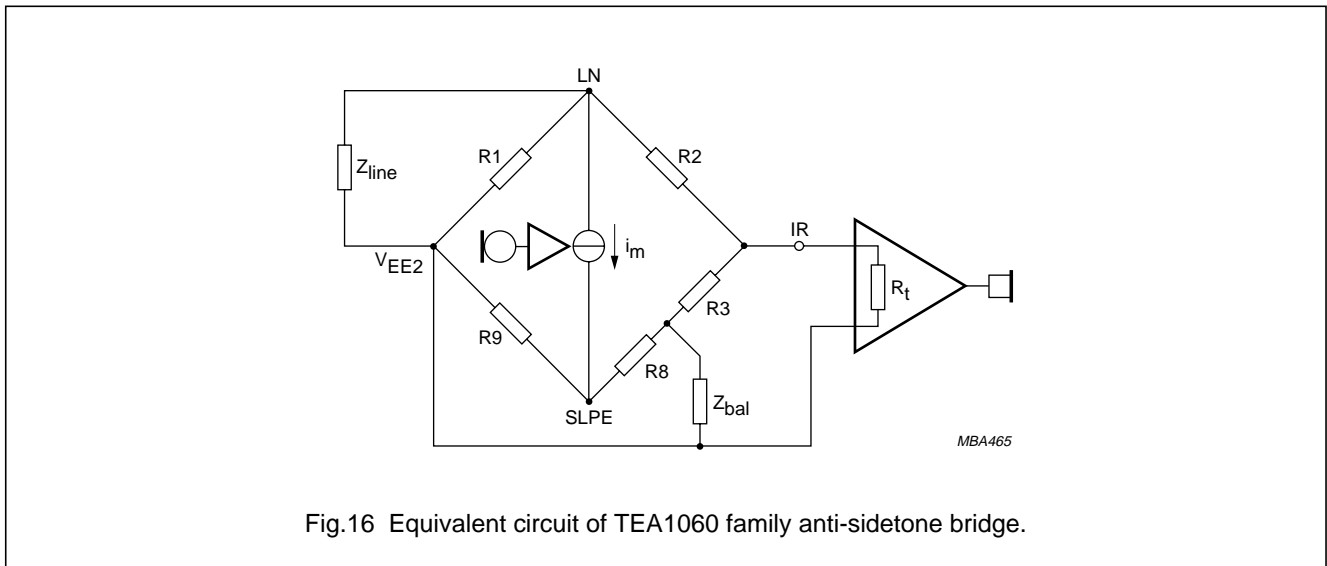 LN
R1
R2
Zline
IR
VEE2
im
Rt
R3
R9
R8
Zbal
SLPE
MBA465
Fig.16 Equivalent circuit of TEA1060 family anti-sidetone bridge.